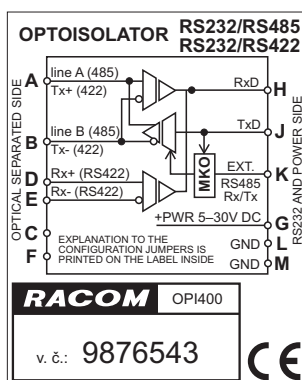 OPTOISOLATOR RS232/RS485
RS232/RS422
A line A (485) RxD H
Tx+ (422)
line B (485) TxD J
B Tx- (422)
EXT. K
D Rx+ (RS422) MKO RS485
E Rx- (RS422) Rx/Tx
+PWR 5–30V DC G
C EXPLANATION TO THE GND L
CONFIGURATION JUMPERS IS
F PRINTED ON THE LABEL INSIDE GND M
OPTICAL SEPARATED SIDE
RS232 AND POWER SIDE
RACOM OPI400
v. č.: 9876543
CE